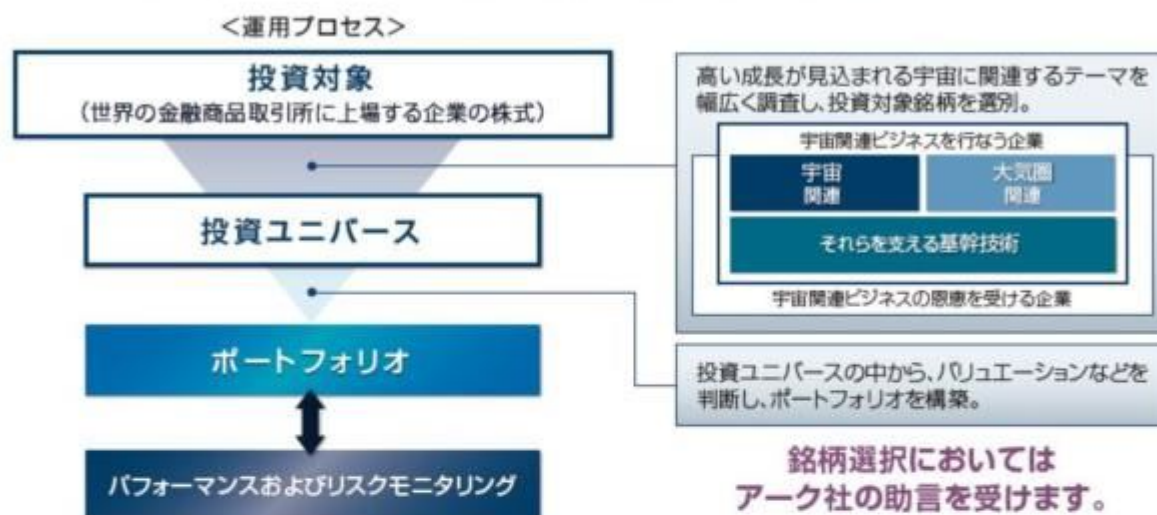 <運用プロセス>
投資対象
(世界の金融商品取引所に上場する企業の株式)
投資ユニバース
ポートフォリオ
パフォーマンスおよびリスクモニタリング
高い成長が見込まれる宇宙に関連するテーマを
幅広く調査し、投資対象銘柄を選別。
宇宙関連ビジネスを行なう企業
宇宙
関連
大気圏
関連
それらを支える基幹技術
宇宙関連ビジネスの恩恵を受ける企業
投資ユニバースの中から、バリュエーションなどを
判断し、ポートフォリオを構築。
銘柄選択においては
アーク社の助言を受けます。